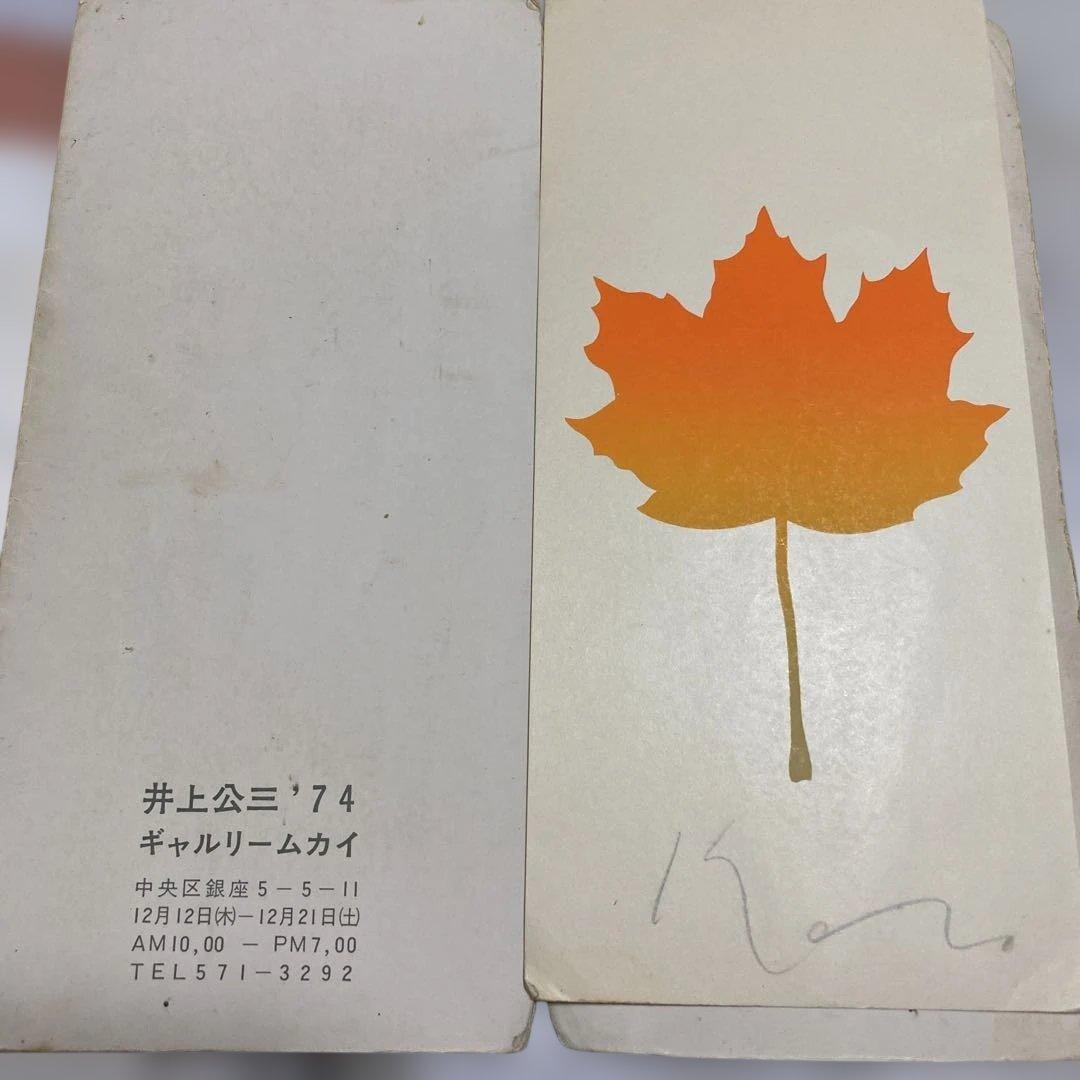 井上公三 '74
ギャルリームカイ
中央区銀座5-5-11
12月12日㈭-12月21日㈯
AM10,00 - PM7,00
TEL571-3292